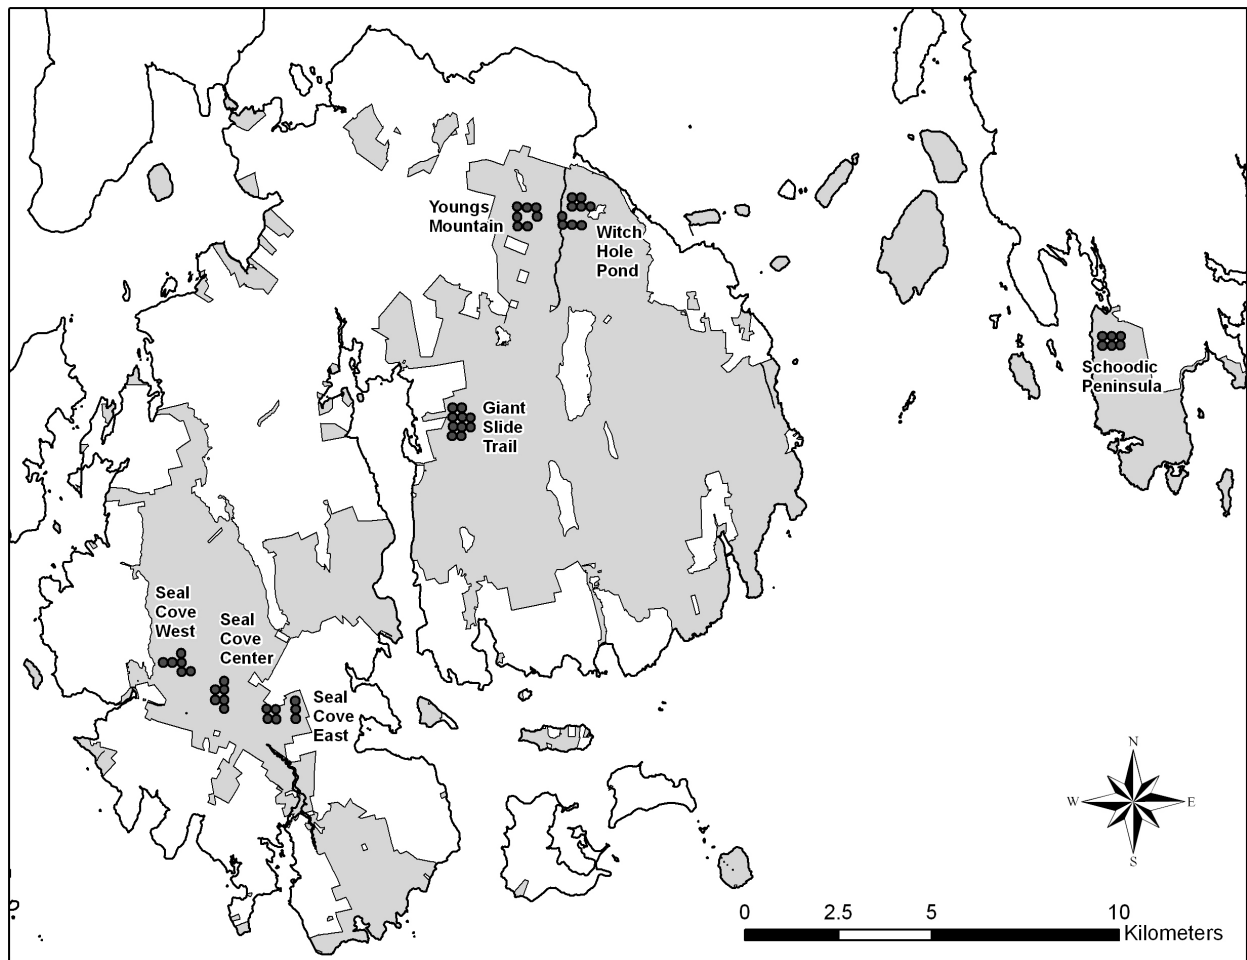 Youngs
Mountain
Witch
Hole
Pond
Schoodic
Peninsula
Giant
Slide
Trail
Seal
Cove
West
Seal
Cove
Center
Seal
Cove
East
N
W E
S
0 2.5 5 10
Kilometers